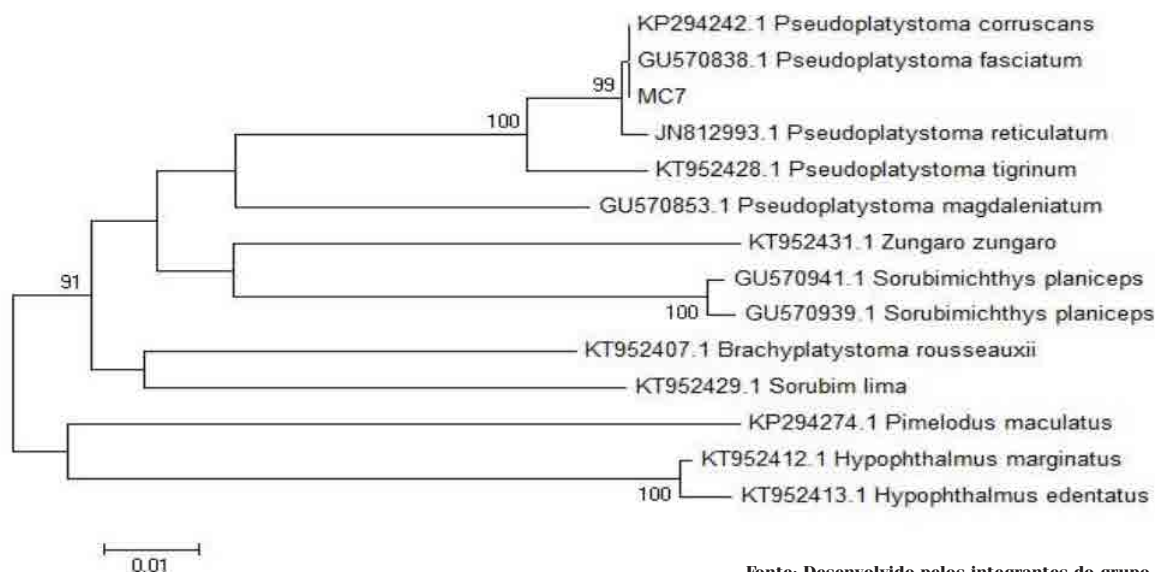 KP294242.1 Pseudoplatystoma corruscans
GU570838.1 Pseudoplatystoma fasciatum
99
MC7
100
JN812993.1 Pseudoplatystoma reticulatum
KT952428.1 Pseudoplatystoma tigrinum
GU570853.1 Pseudoplatystoma magdaleniatum
KT952431.1 Zungaro zungaro
91
GU570941.1 Sorubimichthys planiceps
100
GU570939.1 Sorubimichthys planiceps
KT952407.1 Brachyplatystoma rousseauxii
KT952429.1 Sorubim lima
KP294274.1 Pimelodus maculatus
KT952412.1 Hypophthalmus marginatus
100
KT952413.1 Hypophthalmus edentatus
0.01
Fonte: Desenvolvido pelos integrantes do grupo